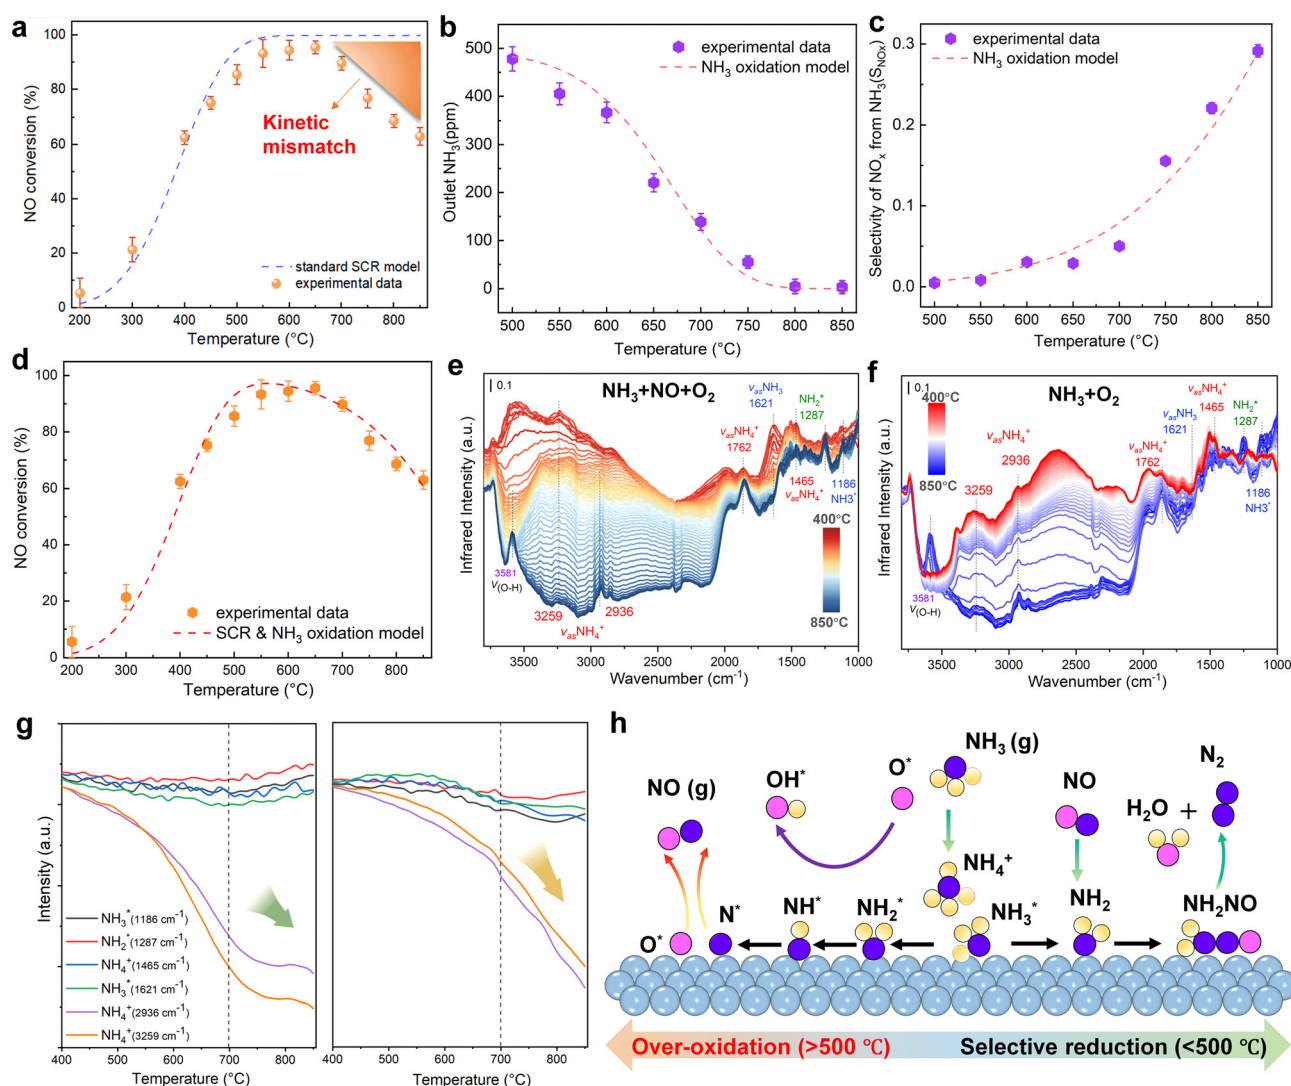 a
NO conversion (%)
100
80
60
40
20
0
200 300 400 500 600 700 800
Temperature (°C)
Kinetic
mismatch
standard SCR model
experimental data
b
Outlet NH₃(ppm)
500
400
300
200
100
0
500 550 600 650 700 750 800 850
Temperature (°C)
experimental data
NH₃ oxidation model
c
Selectivity of NOₓ from NH₃(S_NOx)
0.3
0.2
0.1
0.0
500 550 600 650 700 750 800 850
Temperature (°C)
experimental data
NH₃ oxidation model
d
NO conversion (%)
100
80
60
40
20
0
200 300 400 500 600 700 800
Temperature (°C)
experimental data
SCR & NH₃ oxidation model
e
0.1
NH₃+NO+O₂
Infrared Intensity (a.u.)
νasNH₃
1621
NH₂*
1287
νasNH₄⁺
1762
1465
νasNH₄⁺
1186
NH3*
3581
V(O-H)
3259
2936
νasNH₄⁺
400°C
850°C
3500 3000 2500 2000 1500 1000
Wavenumber (cm⁻¹)
f
0.1
NH₃+O₂
Infrared Intensity (a.u.)
400°C
850°C
νasNH₄⁺
1465
νasNH₃
1621
NH₂*
1287
νasNH₄⁺
2936
3259
νasNH₄⁺
1762
1186
NH3*
3581
V(O-H)
3500 3000 2500 2000 1500 1000
Wavenumber (cm⁻¹)
g
Intensity (a.u.)
NH₃*(1186 cm⁻¹)
NH₂*(1287 cm⁻¹)
NH₄⁺(1465 cm⁻¹)
NH₃*(1621 cm⁻¹)
NH₄⁺(2936 cm⁻¹)
NH₄⁺(3259 cm⁻¹)
400 500 600 700 800 400 500 600 700 800
Temperature (°C) Temperature (°C)
h
NO (g)
OH*
O*
NH₃ (g)
NO
N₂
H₂O +
NH₄⁺
O*
N*
NH*
NH₂*
NH₃*
NH₂
NH₂NO
Over-oxidation (>500 ℃)
Selective reduction (<500 ℃)